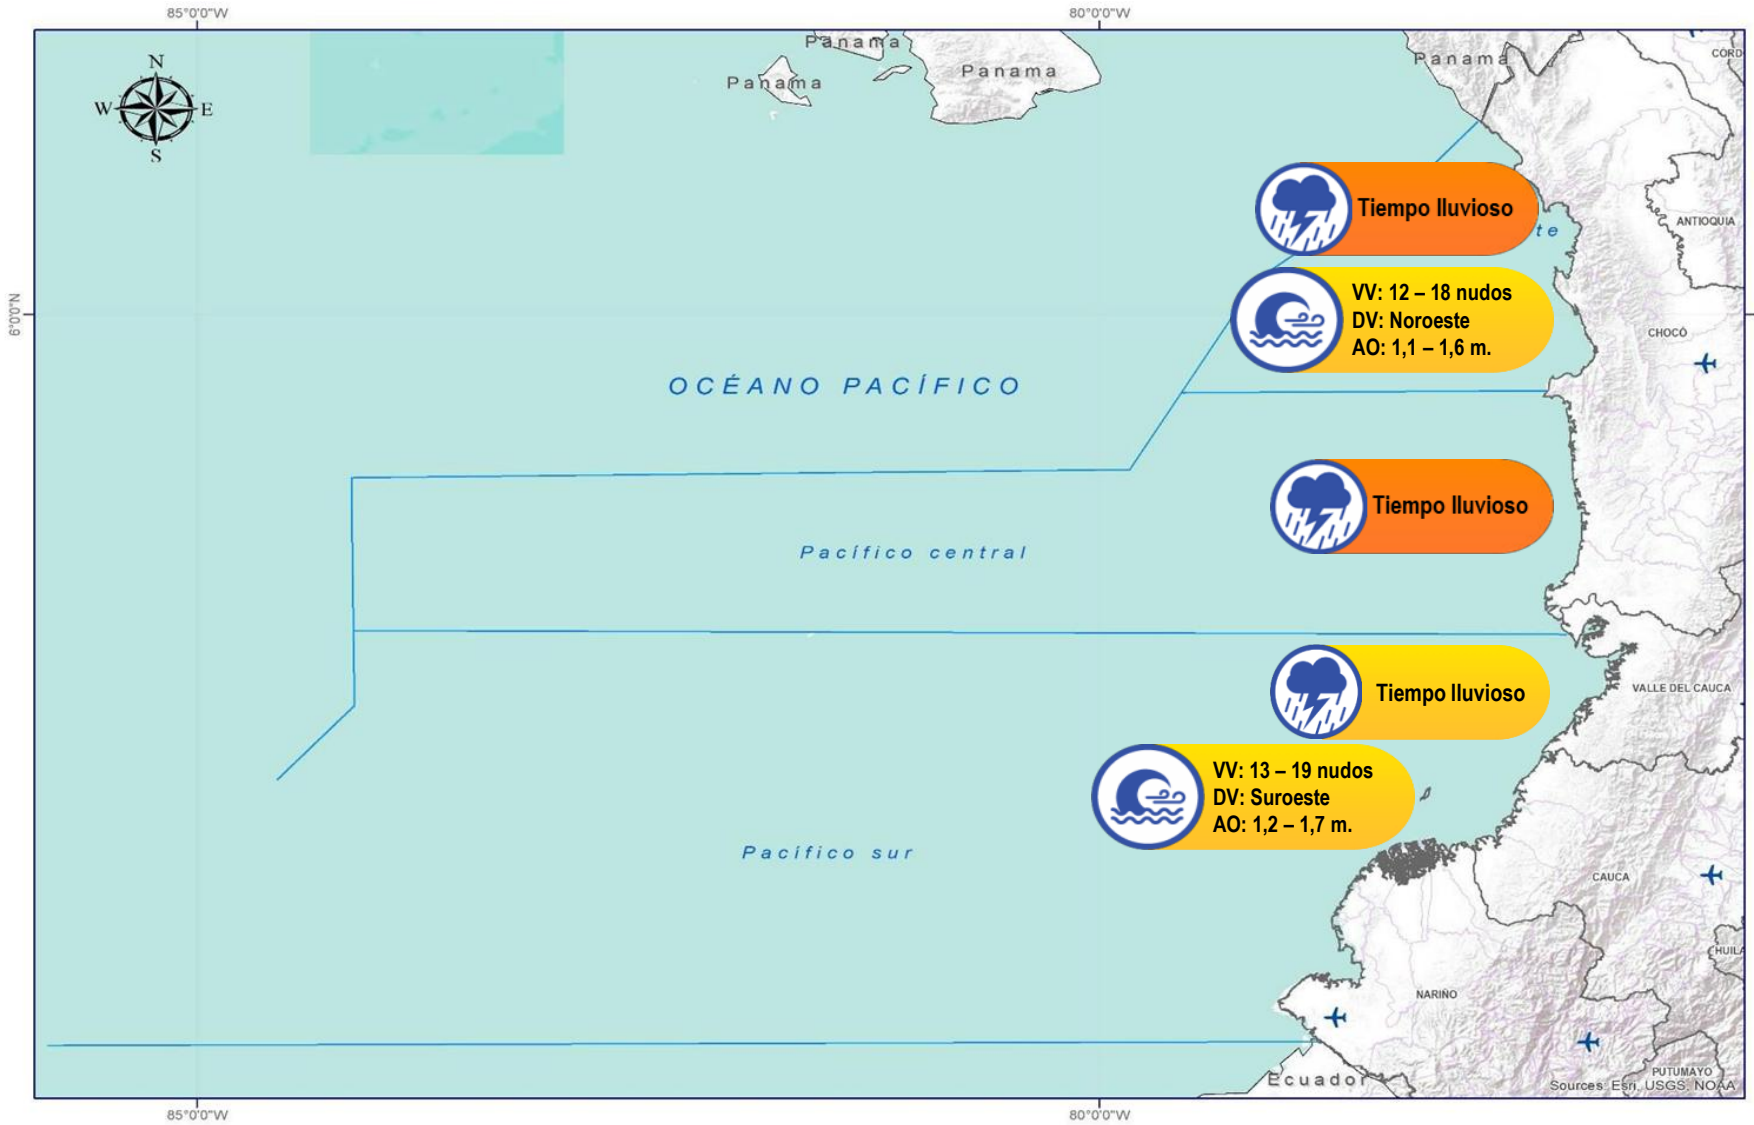 85°0'0"W
80°0'0"W
N
W
E
S
Panama
Panama
Panama
Panama
CÓRD
Tiempo lluvioso
te
ANTIOQUIA
6°0'0"N
VV: 12 – 18 nudos
DV: Noroeste
AO: 1,1 – 1,6 m.
CHOCÓ
OCÉANO PACÍFICO
Tiempo lluvioso
Pacífico central
Tiempo lluvioso
VALLE DEL CAUCA
VV: 13 – 19 nudos
DV: Suroeste
AO: 1,2 – 1,7 m.
Pacífico sur
CAUCA
HUILA
NARIÑO
Ecuador
PUTUMAYO
Sources: Esri, USGS, NOAA
85°0'0"W
80°0'0"W